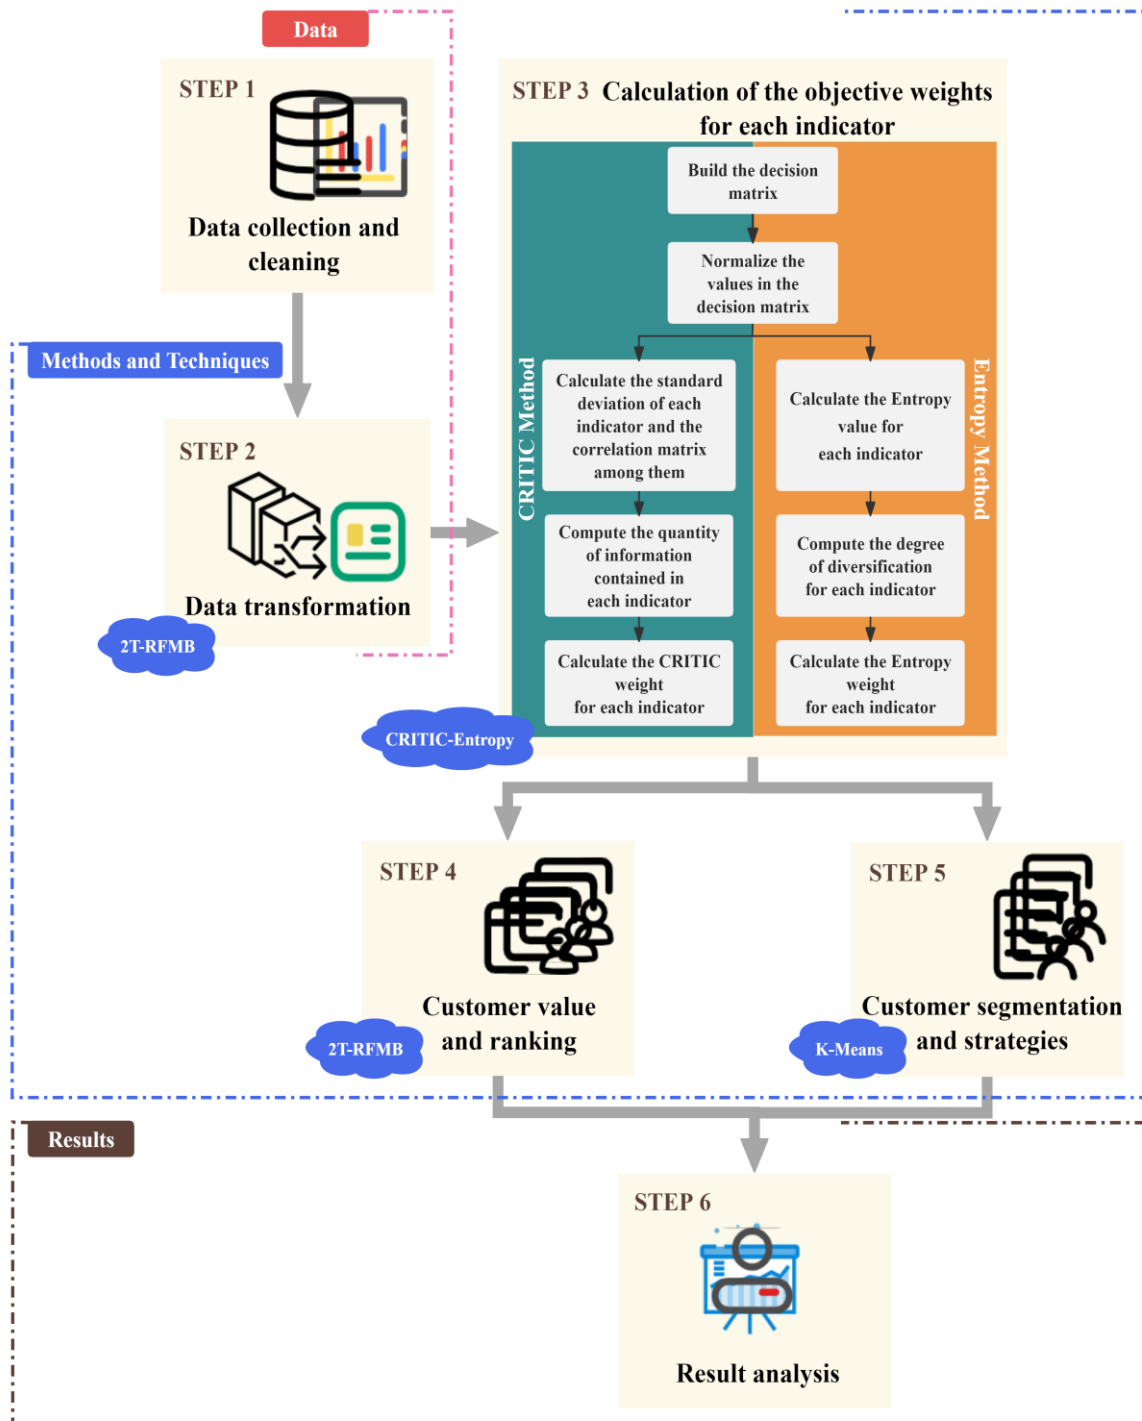 Data
STEP 1
Data collection and
cleaning
Methods and Techniques
STEP 2
Data transformation
2T-RFMB
STEP 3 Calculation of the objective weights
for each indicator
CRITIC Method
Entropy Method
Build the decision
matrix
Normalize the
values in the
decision matrix
Calculate the standard
deviation of each
indicator and the
correlation matrix
among them
Compute the quantity
of information
contained in
each indicator
Calculate the CRITIC
weight
for each indicator
Calculate the Entropy
value for
each indicator
Compute the degree
of diversification
for each indicator
Calculate the Entropy
weight
for each indicator
CRITIC-Entropy
STEP 4
Customer value
and ranking
2T-RFMB
STEP 5
Customer segmentation
and strategies
K-Means
Results
STEP 6
Result analysis